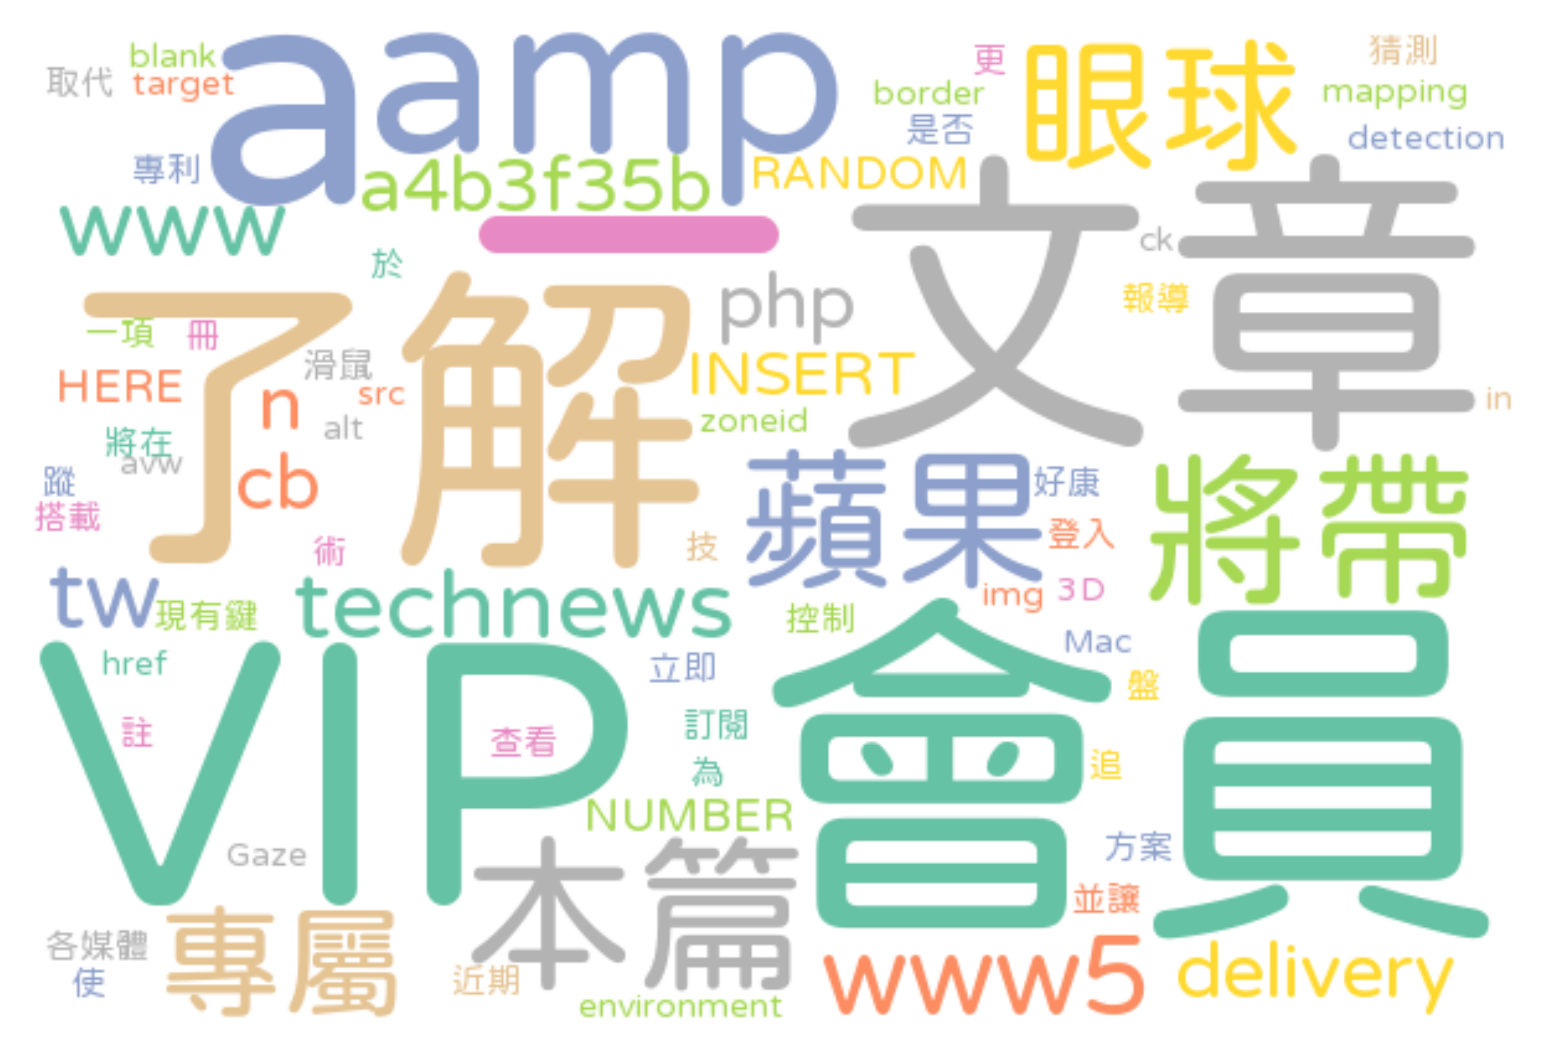 blank
取代
target
a
amp
更
眼球
猜測
border
mapping
是否
detection
專利
a4b3f35b
RANDOM
文章
www
ck
於
php
報導
一項
冊
滑鼠
了解
HERE
n
src
INSERT
alt
zoneid
in
將在
avw
cb
蹤
搭載
蘋果
好康
將帶
登入
術
技
tw
現有鍵
technews
img
3D
控制
Mac
href
立即
VIP
會員
盤
註
查看
訂閱
為
追
NUMBER
Gaze
本篇
方案
並讓
各媒體
使
專屬
近期
environment
www5
delivery